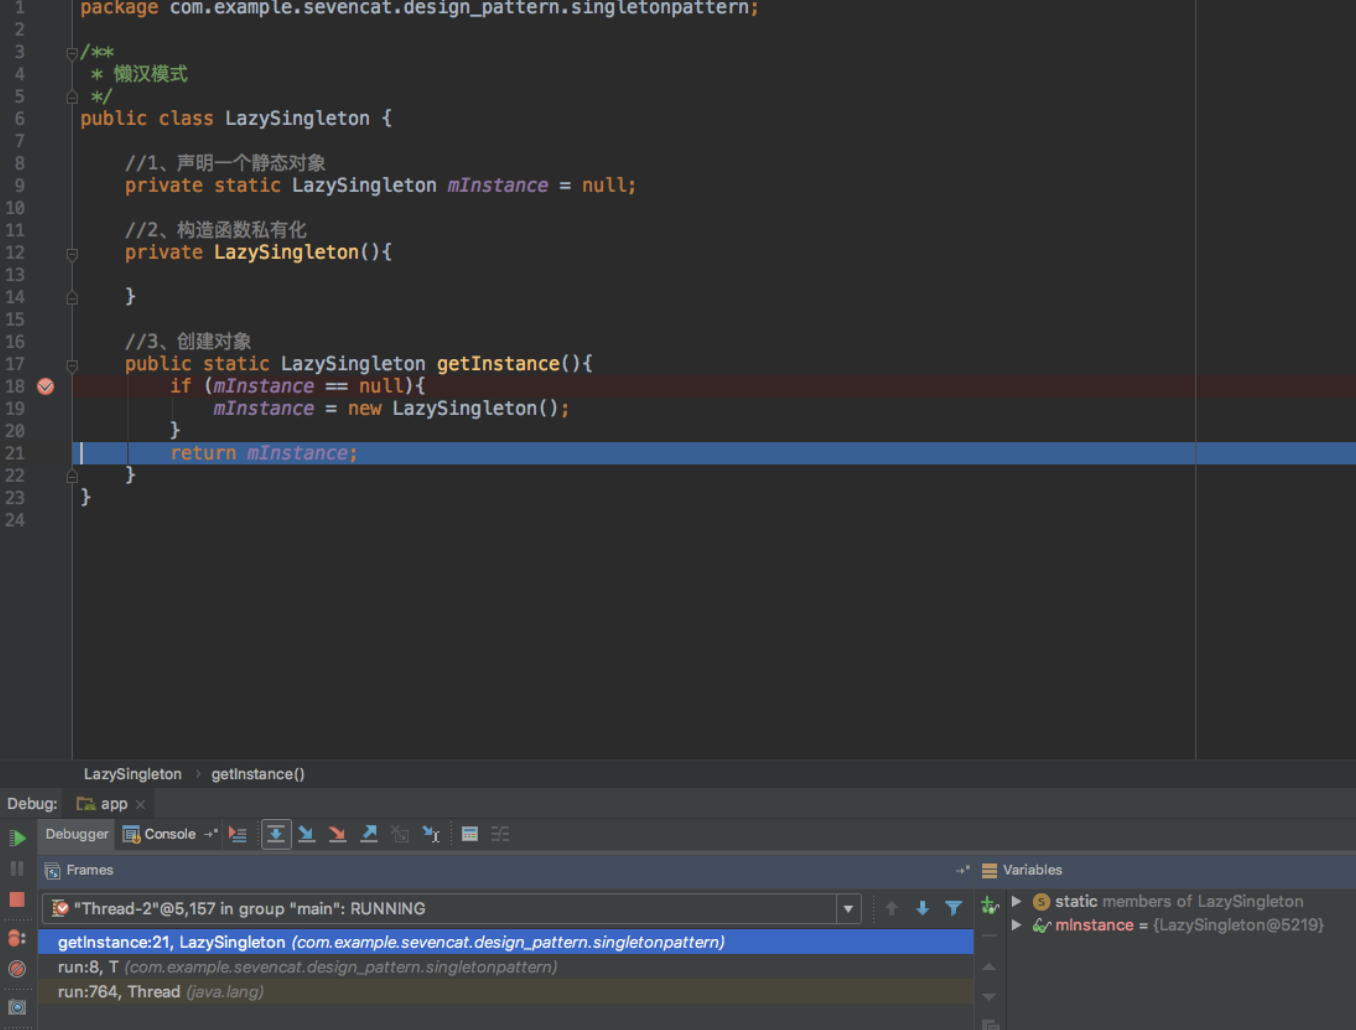 1 package com.example.sevencat.design_pattern.singletonpattern;
2
3 /**
4 * 懒汉模式
5 */
6 public class LazySingleton {
7
8 //1、声明一个静态对象
9 private static LazySingleton mInstance = null;
10
11 //2、构造函数私有化
12 private LazySingleton(){
13
14 }
15
16 //3、创建对象
17 public static LazySingleton getInstance(){
18 if (mInstance == null){
19 mInstance = new LazySingleton();
20 }
21 return mInstance;
22 }
23 }
24
LazySingleton › getInstance()
Debug: app ×
Debugger Console
Frames
Variables
"Thread-2"@5,157 in group "main": RUNNING
getInstance:21, LazySingleton (com.example.sevencat.design_pattern.singletonpattern)
run:8, T (com.example.sevencat.design_pattern.singletonpattern)
run:764, Thread (java.lang)
s static members of LazySingleton
mInstance = {LazySingleton@5219}